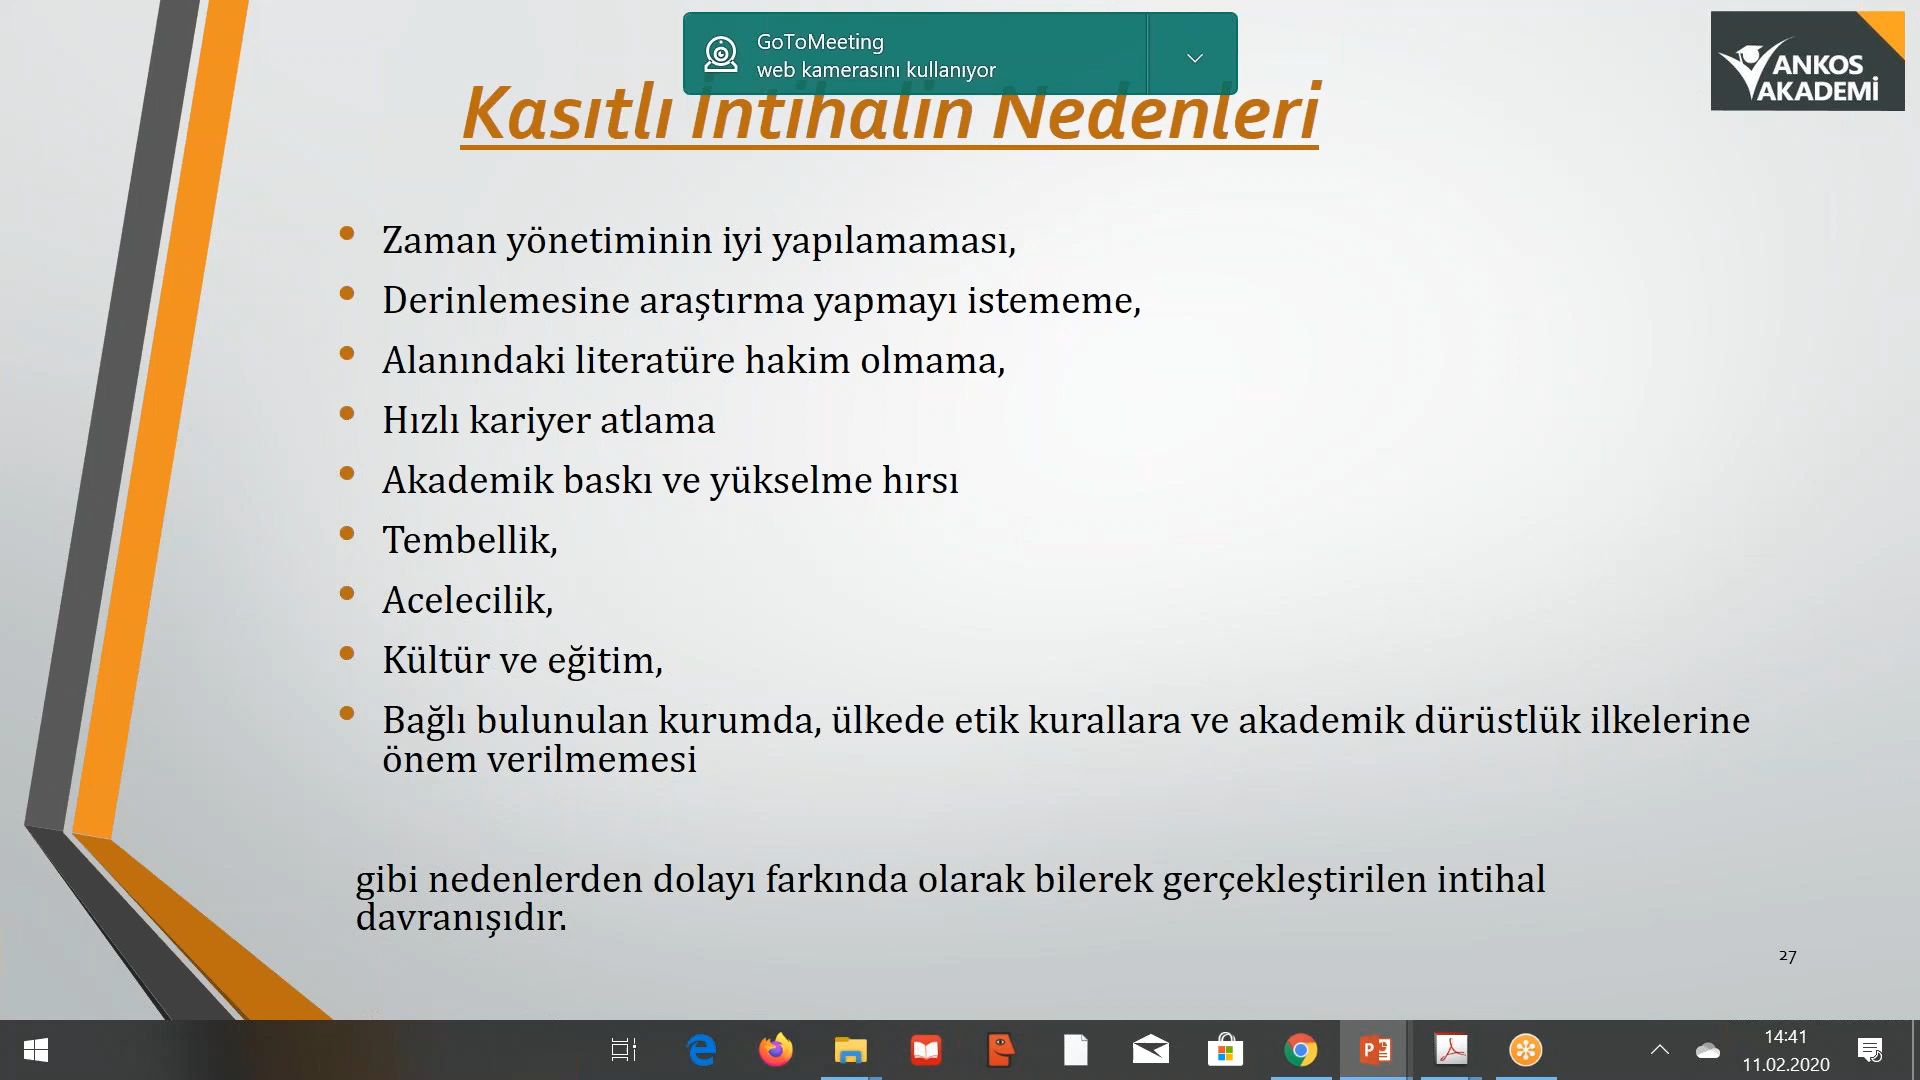 GoToMeeting
web kamerasını kullanıyor
ANKOS
AKADEMİ
Kasıtlı İntihalin Nedenleri
• Zaman yönetiminin iyi yapılamaması,
• Derinlemesine araştırma yapmayı istememe,
• Alanındaki literatüre hakim olmama,
• Hızlı kariyer atlama
• Akademik baskı ve yükselme hırsı
• Tembellik,
• Acelecilik,
• Kültür ve eğitim,
• Bağlı bulunulan kurumda, ülkede etik kurallara ve akademik dürüstlük ilkelerine
önem verilmemesi
gibi nedenlerden dolayı farkında olarak bilerek gerçekleştirilen intihal
davranışıdır.
27
14:41
11.02.2020